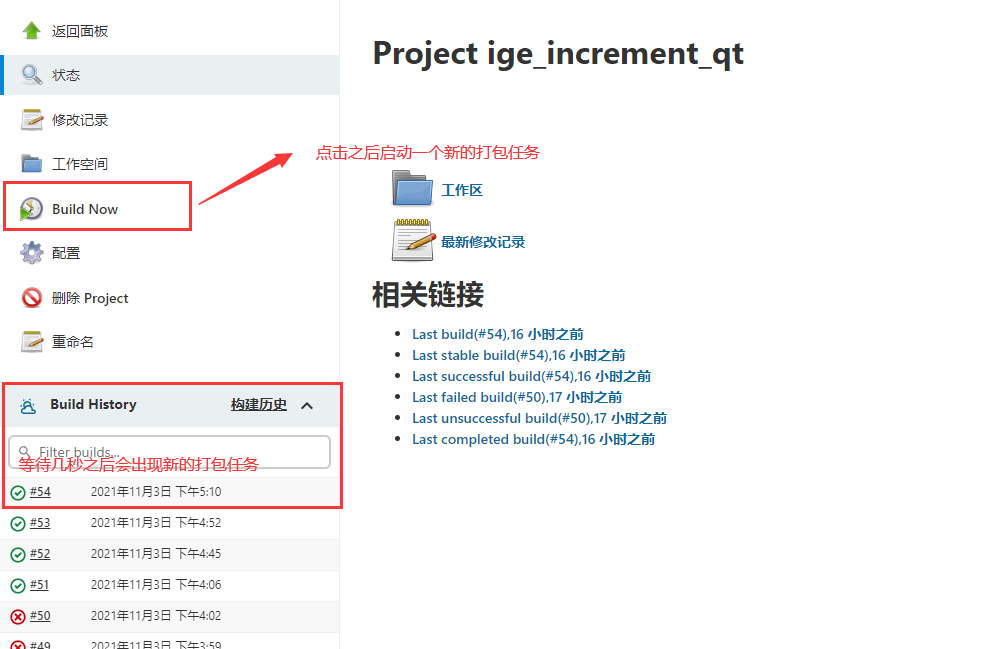 返回面板
状态
修改记录
工作空间
Build Now
配置
删除 Project
重命名
Build History 构建历史
Filter builds...
等待几秒之后会出现新的打包任务
#54 2021年11月3日 下午5:10
#53 2021年11月3日 下午4:52
#52 2021年11月3日 下午4:45
#51 2021年11月3日 下午4:06
#50 2021年11月3日 下午4:02
#49 2021年11月3日 下午3:59
Project ige_increment_qt
点击之后启动一个新的打包任务
工作区
最新修改记录
相关链接
Last build(#54),16 小时之前
Last stable build(#54),16 小时之前
Last successful build(#54),16 小时之前
Last failed build(#50),17 小时之前
Last unsuccessful build(#50),17 小时之前
Last completed build(#54),16 小时之前